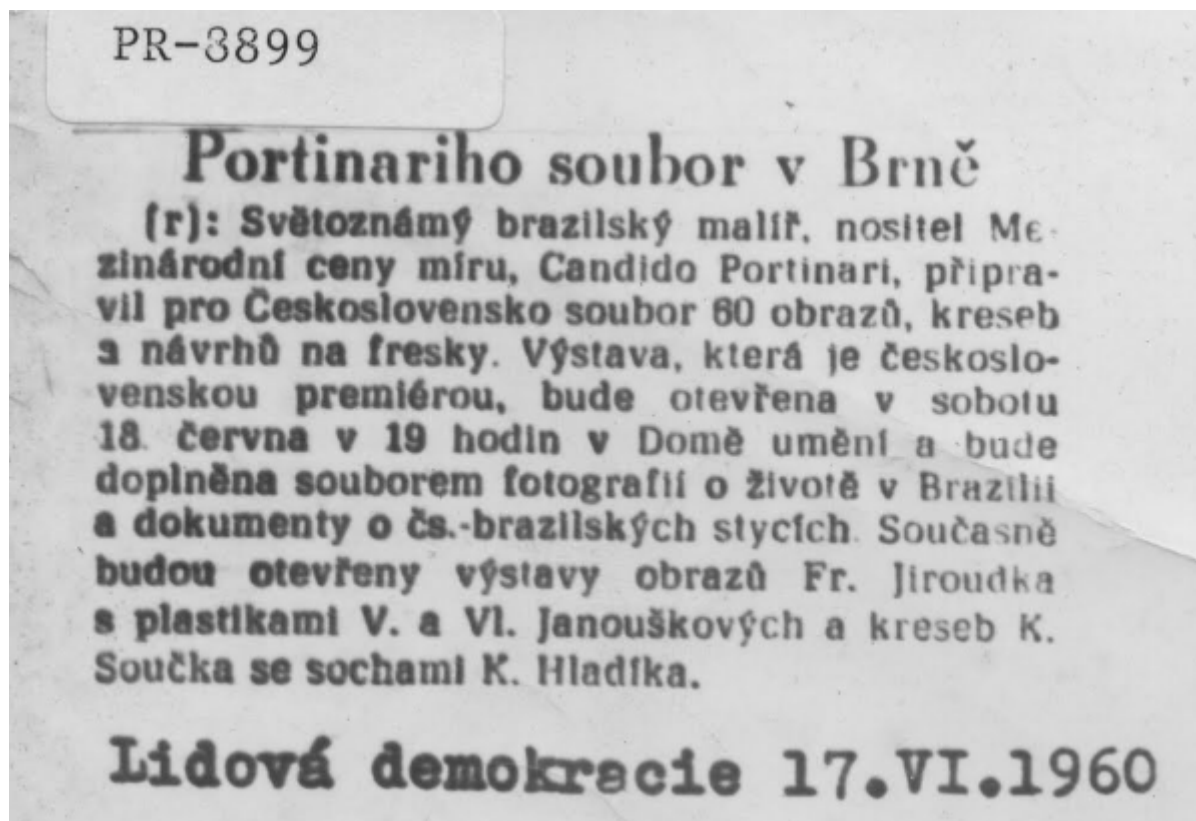 PR-3899
Portinariho soubor v Brně
(r): Světoznámý brazilský malíř, nositel Me-
zinárodní ceny míru, Candido Portinari, připra-
vil pro Československo soubor 60 obrazů, kreseb
a návrhů na fresky. Výstava, která je českoslo-
venskou premiérou, bude otevřena v sobotu
18. června v 19 hodin v Domě umění a bude
doplněna souborem fotografií o životě v Brazílii
a dokumenty o čs.-brazilských stycích. Současně
budou otevřeny výstavy obrazů Fr. Jiroudka
s plastikami V. a Vl. Janouškových a kreseb K.
Součka se sochami K. Hladíka.
Lidová demokracie 17.VI.1960